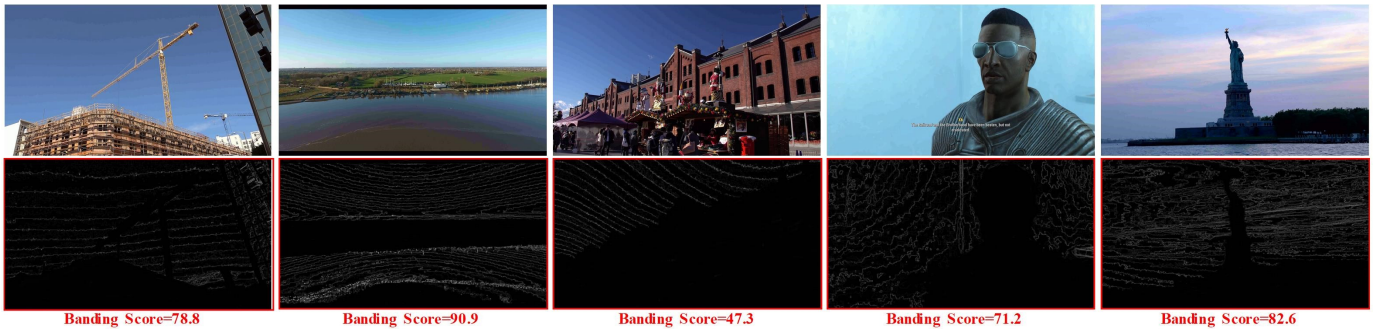 Banding Score=78.8
Banding Score=90.9
Banding Score=47.3
Banding Score=71.2
Banding Score=82.6